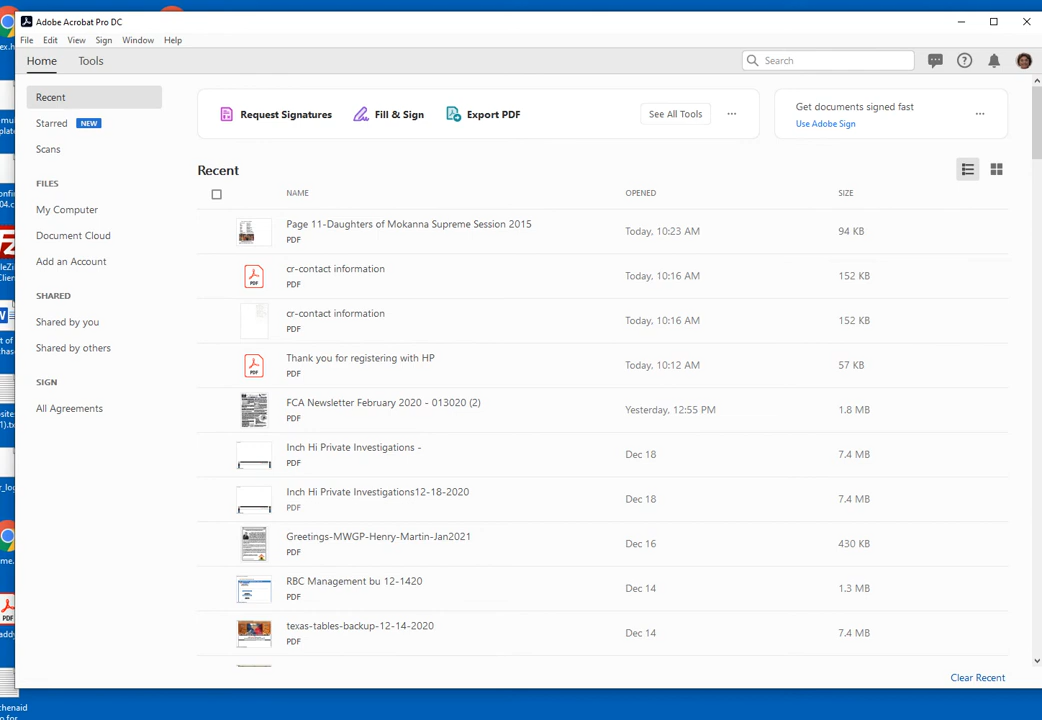 Adobe Acrobat Pro DC
File Edit View Sign Window Help
Home Tools
Search
Recent
Starred NEW
Scans
FILES
My Computer
Document Cloud
Add an Account
SHARED
Shared by you
Shared by others
SIGN
All Agreements
Request Signatures Fill & Sign Export PDF See All Tools
Get documents signed fast
Use Adobe Sign
Recent
NAME OPENED SIZE
Page 11-Daughters of Mokanna Supreme Session 2015
PDF
Today, 10:23 AM 94 KB
cr-contact information
PDF
Today, 10:16 AM 152 KB
cr-contact information
PDF
Today, 10:16 AM 152 KB
Thank you for registering with HP
PDF
Today, 10:12 AM 57 KB
FCA Newsletter February 2020 - 013020 (2)
PDF
Yesterday, 12:55 PM 1.8 MB
Inch Hi Private Investigations -
PDF
Dec 18 7.4 MB
Inch Hi Private Investigations12-18-2020
PDF
Dec 18 7.4 MB
Greetings-MWGP-Henry-Martin-Jan2021
PDF
Dec 16 430 KB
RBC Management bu 12-1420
PDF
Dec 14 1.3 MB
texas-tables-backup-12-14-2020
PDF
Dec 14 7.4 MB
Clear Recent